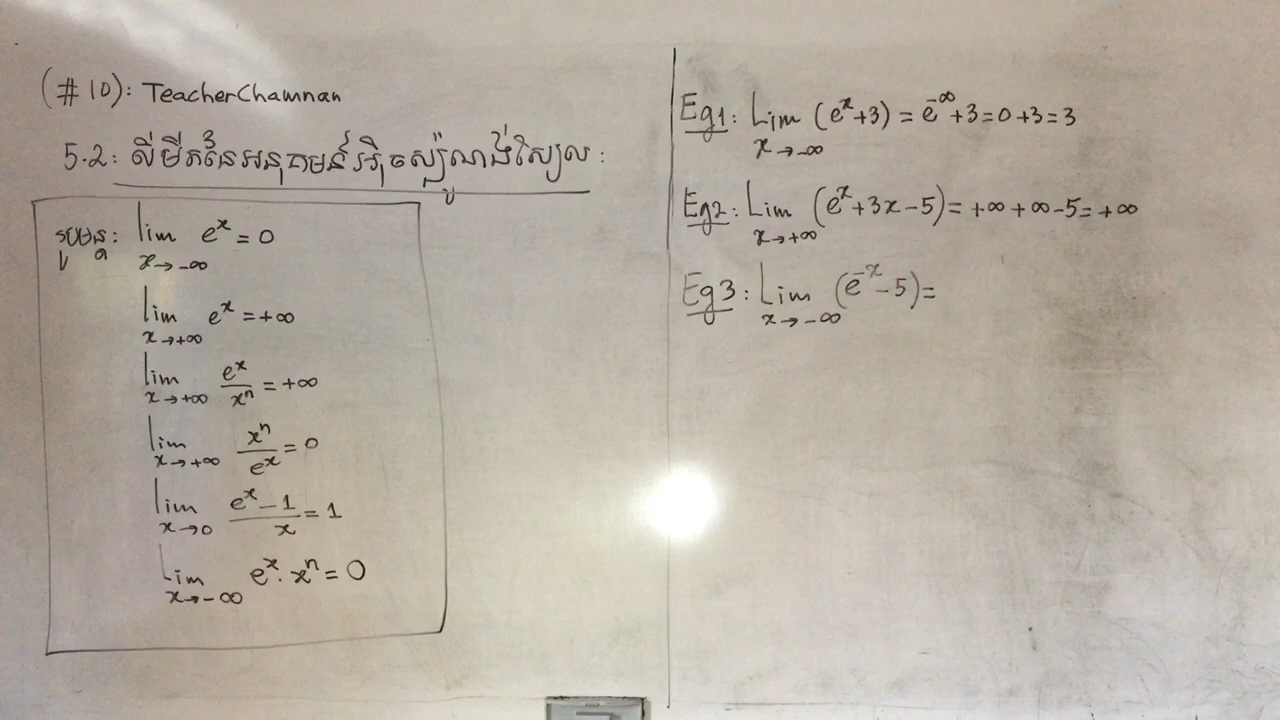 (#10): TeacherChamnan
5.2: លីមីតនៃអនុគមន៍អិុចស្ប៉ូណង់ស្យែល:
រូបមន្ត: lim e^x = 0
x→-∞
lim e^x = +∞
x→+∞
lim e^x/x^n = +∞
x→+∞
lim x^n/e^x = 0
x→+∞
lim (e^x - 1)/x = 1
x→0
Lim e^x . x^n = 0
x→-∞
Eg1: Lim (e^x+3) = e^-∞+3=0+3=3
x→-∞
Eg2: Lim (e^x+3x-5)= +∞+∞-5=+∞
x→+∞
Eg3: Lim (e^-x-5)=
x→-∞